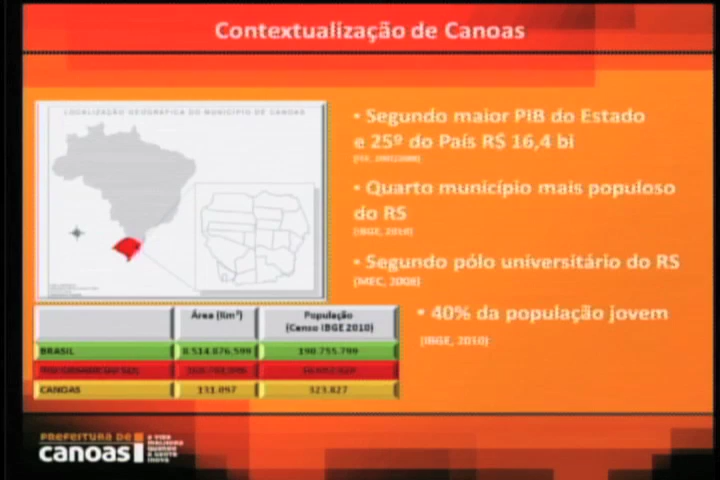 Contextualização de Canoas
LOCALIZAÇÃO GEOGRÁFICA DO MUNICÍPIO DE CANOAS
• Segundo maior PIB do Estado
e 25º do País R$ 16,4 bi
• Quarto município mais populoso
do RS
(IBGE, 2010)
• Segundo pólo universitário do RS
(MEC, 2008)
• 40% da população jovem
(IBGE, 2010)
Área (Km²) População
(Censo IBGE 2010)
BRASIL 8.514.876,599 190.755.799
CANOAS 131.097 323.827
PREFEITURA DE
canoas